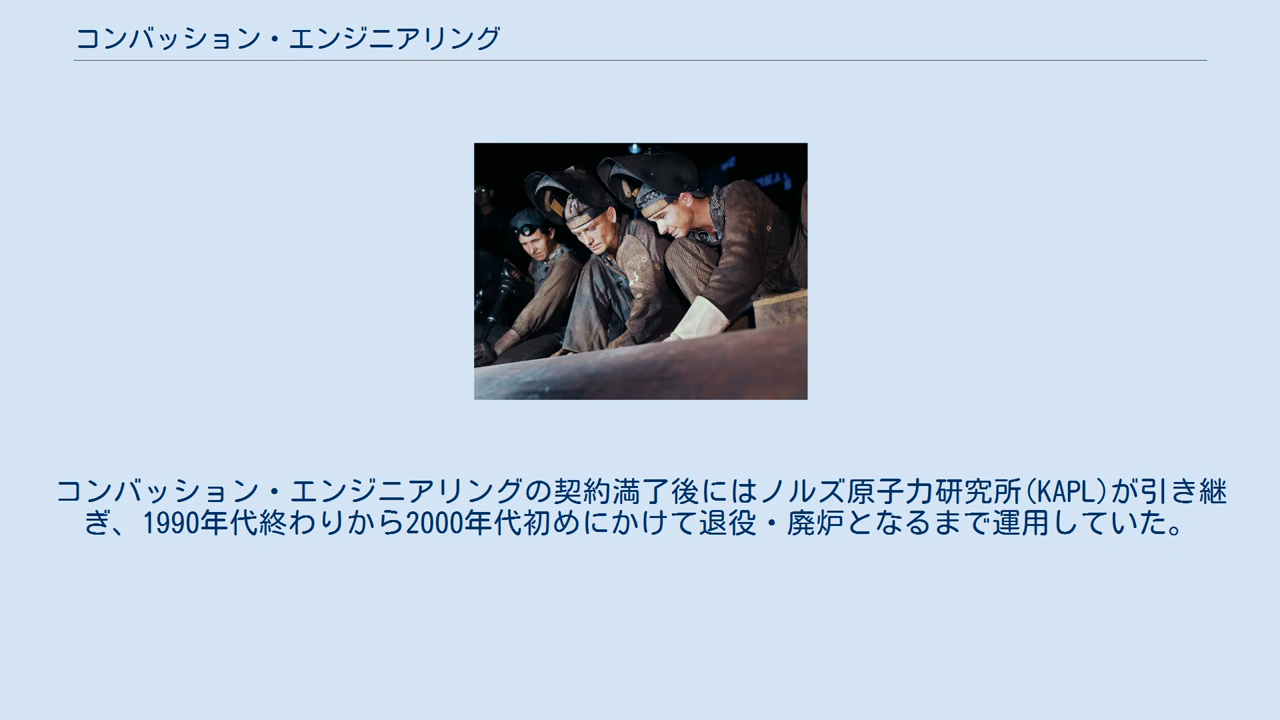 コンバッション・エンジニアリング
コンバッション・エンジニアリングの契約満了後にはノルズ原子力研究所(KAPL)が引き継
ぎ、1990年代終わりから2000年代初めにかけて退役・廃炉となるまで運用していた。